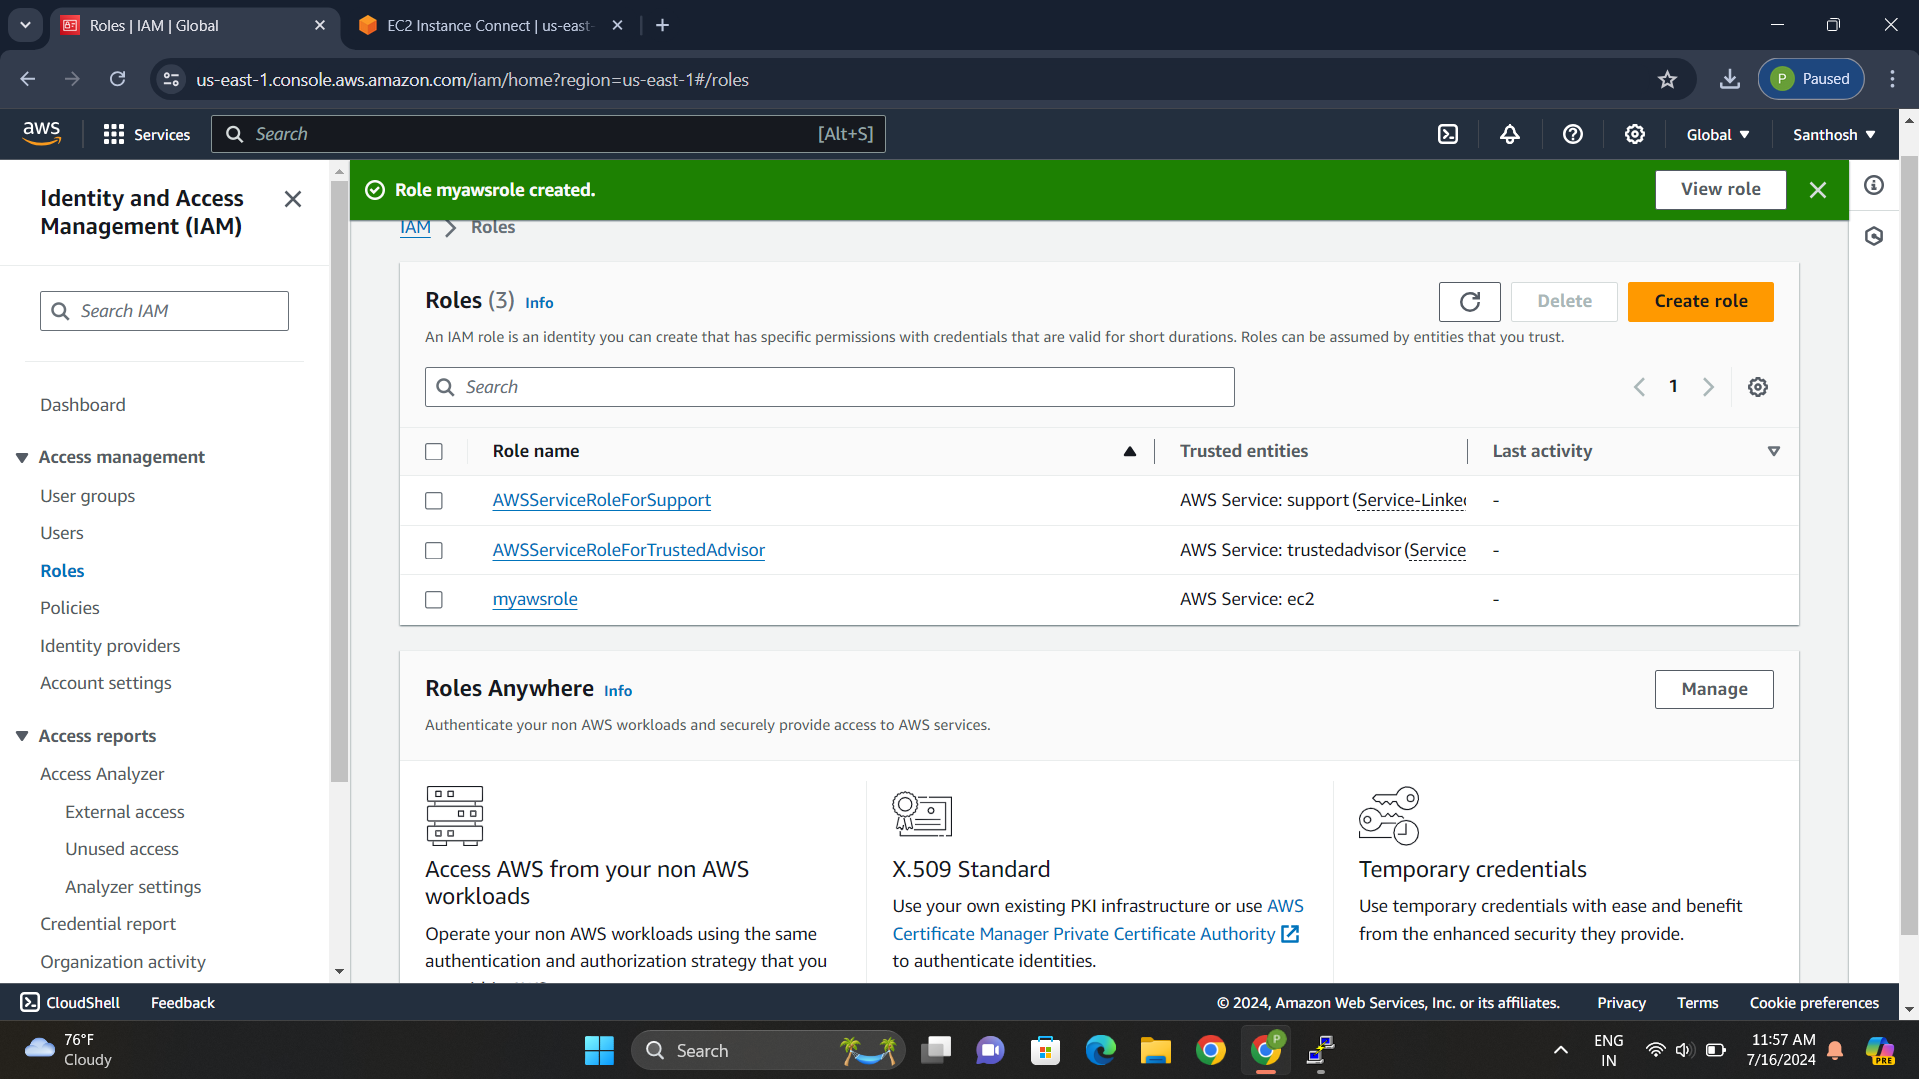 Roles | IAM | Global
EC2 Instance Connect | us-east-
us-east-1.console.aws.amazon.com/iam/home?region=us-east-1#/roles
P
Paused
aws
Services
Search
[Alt+S]
Global
Santhosh
Identity and Access Management (IAM)
Search IAM
Dashboard
Access management
User groups
Users
Roles
Policies
Identity providers
Account settings
Access reports
Access Analyzer
External access
Unused access
Analyzer settings
Credential report
Organization activity
Role myawsrole created.
View role
IAM
Roles
Roles (3) Info
Delete
Create role
An IAM role is an identity you can create that has specific permissions with credentials that are valid for short durations. Roles can be assumed by entities that you trust.
Search
1
Role name
Trusted entities
Last activity
AWSServiceRoleForSupport
AWS Service: support (Service-Linked
-
AWSServiceRoleForTrustedAdvisor
AWS Service: trustedadvisor (Service
-
myawsrole
AWS Service: ec2
-
Roles Anywhere Info
Manage
Authenticate your non AWS workloads and securely provide access to AWS services.
Access AWS from your non AWS
workloads
Operate your non AWS workloads using the same
authentication and authorization strategy that you
X.509 Standard
Use your own existing PKI infrastructure or use AWS
Certificate Manager Private Certificate Authority
to authenticate identities.
Temporary credentials
Use temporary credentials with ease and benefit
from the enhanced security they provide.
CloudShell
Feedback
© 2024, Amazon Web Services, Inc. or its affiliates.
Privacy
Terms
Cookie preferences
76°F
Cloudy
Search
P
ENG
IN
11:57 AM
7/16/2024
PRE